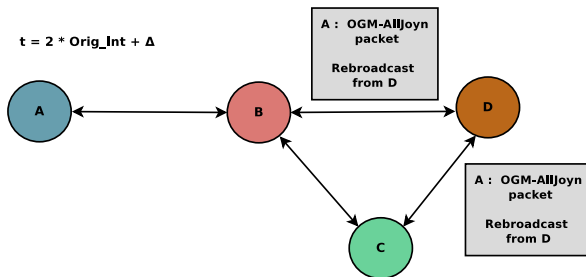 t = 2 * Orig_Int + Δ
A : OGM-AllJoyn
packet
Rebroadcast
from D
A
B
D
A : OGM-AllJoyn
packet
Rebroadcast
from D
C